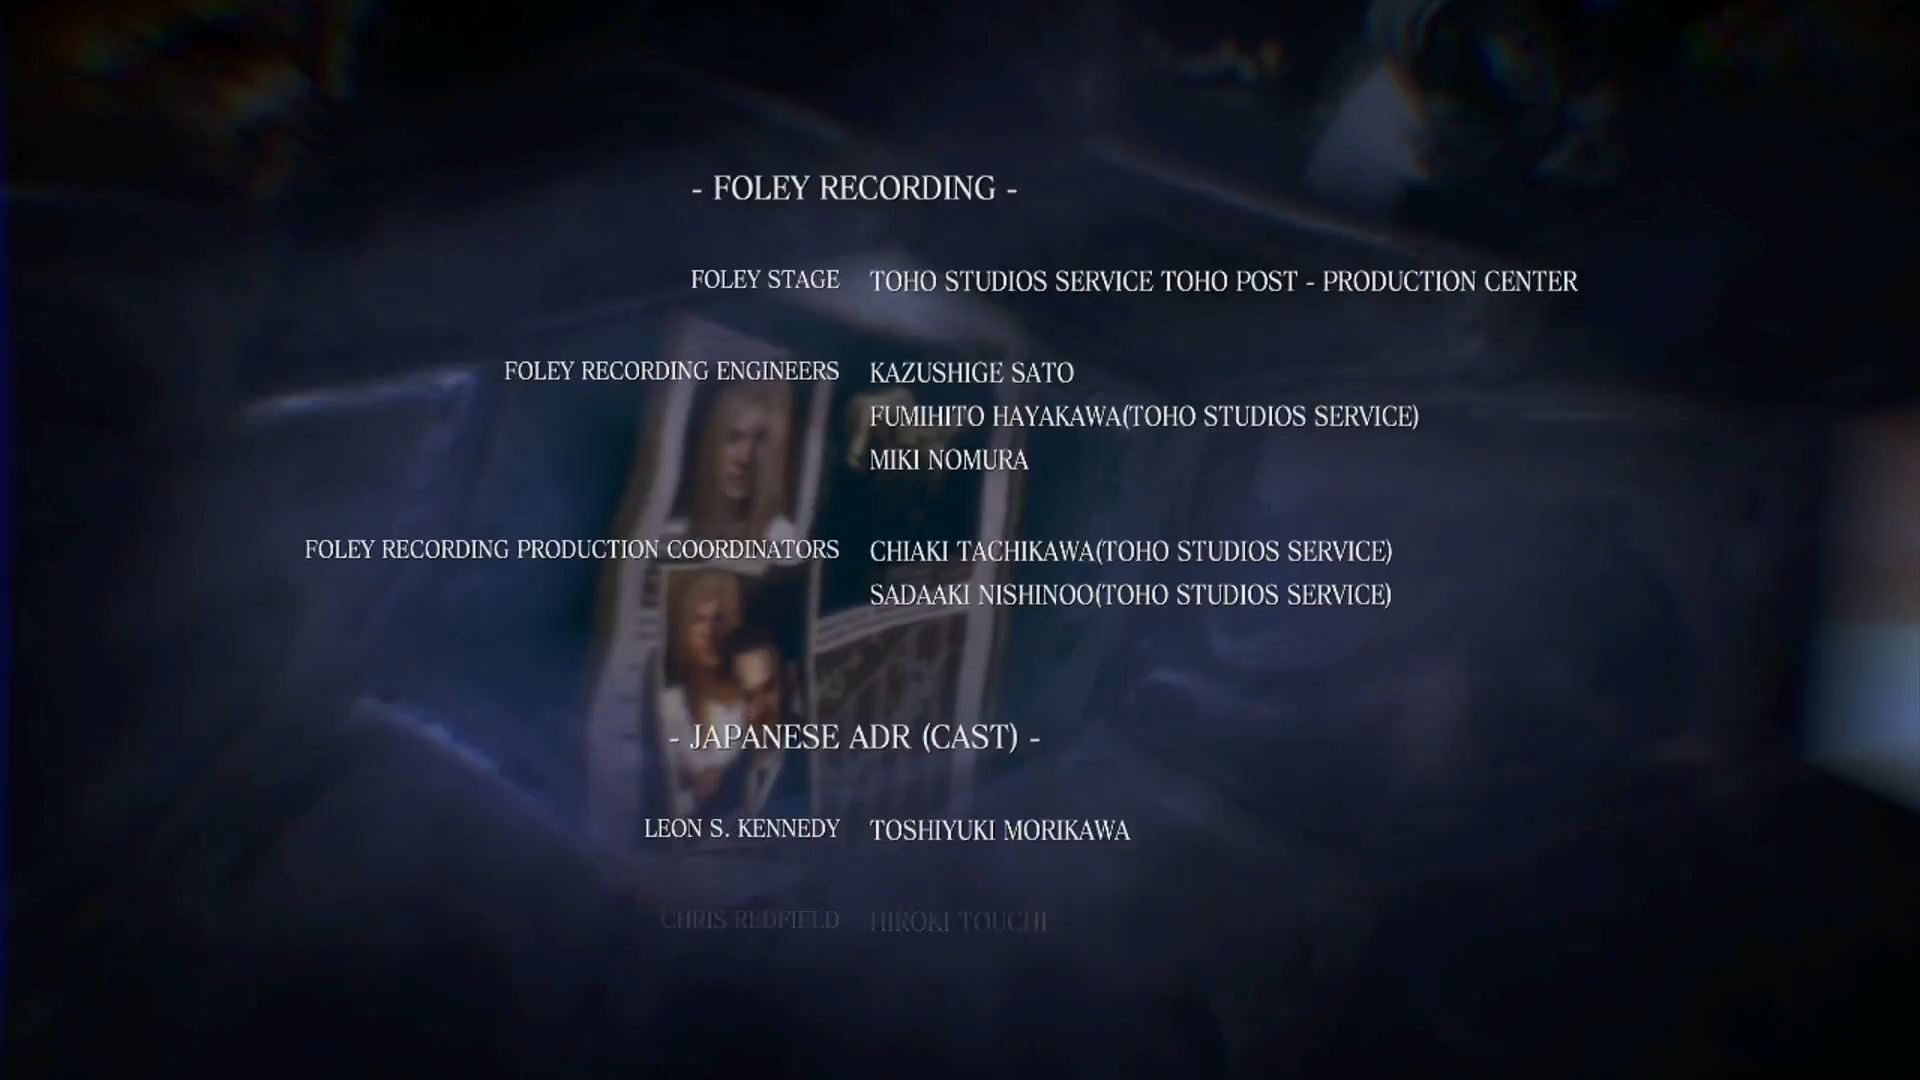 - FOLEY RECORDING -
FOLEY STAGE TOHO STUDIOS SERVICE TOHO POST - PRODUCTION CENTER
FOLEY RECORDING ENGINEERS KAZUSHIGE SATO
FUMIHITO HAYAKAWA(TOHO STUDIOS SERVICE)
MIKI NOMURA
FOLEY RECORDING PRODUCTION COORDINATORS CHIAKI TACHIKAWA(TOHO STUDIOS SERVICE)
SADAAKI NISHINOO(TOHO STUDIOS SERVICE)
- JAPANESE ADR (CAST) -
LEON S. KENNEDY TOSHIYUKI MORIKAWA
CHRIS REDFIELD HIROKI TOUCHI